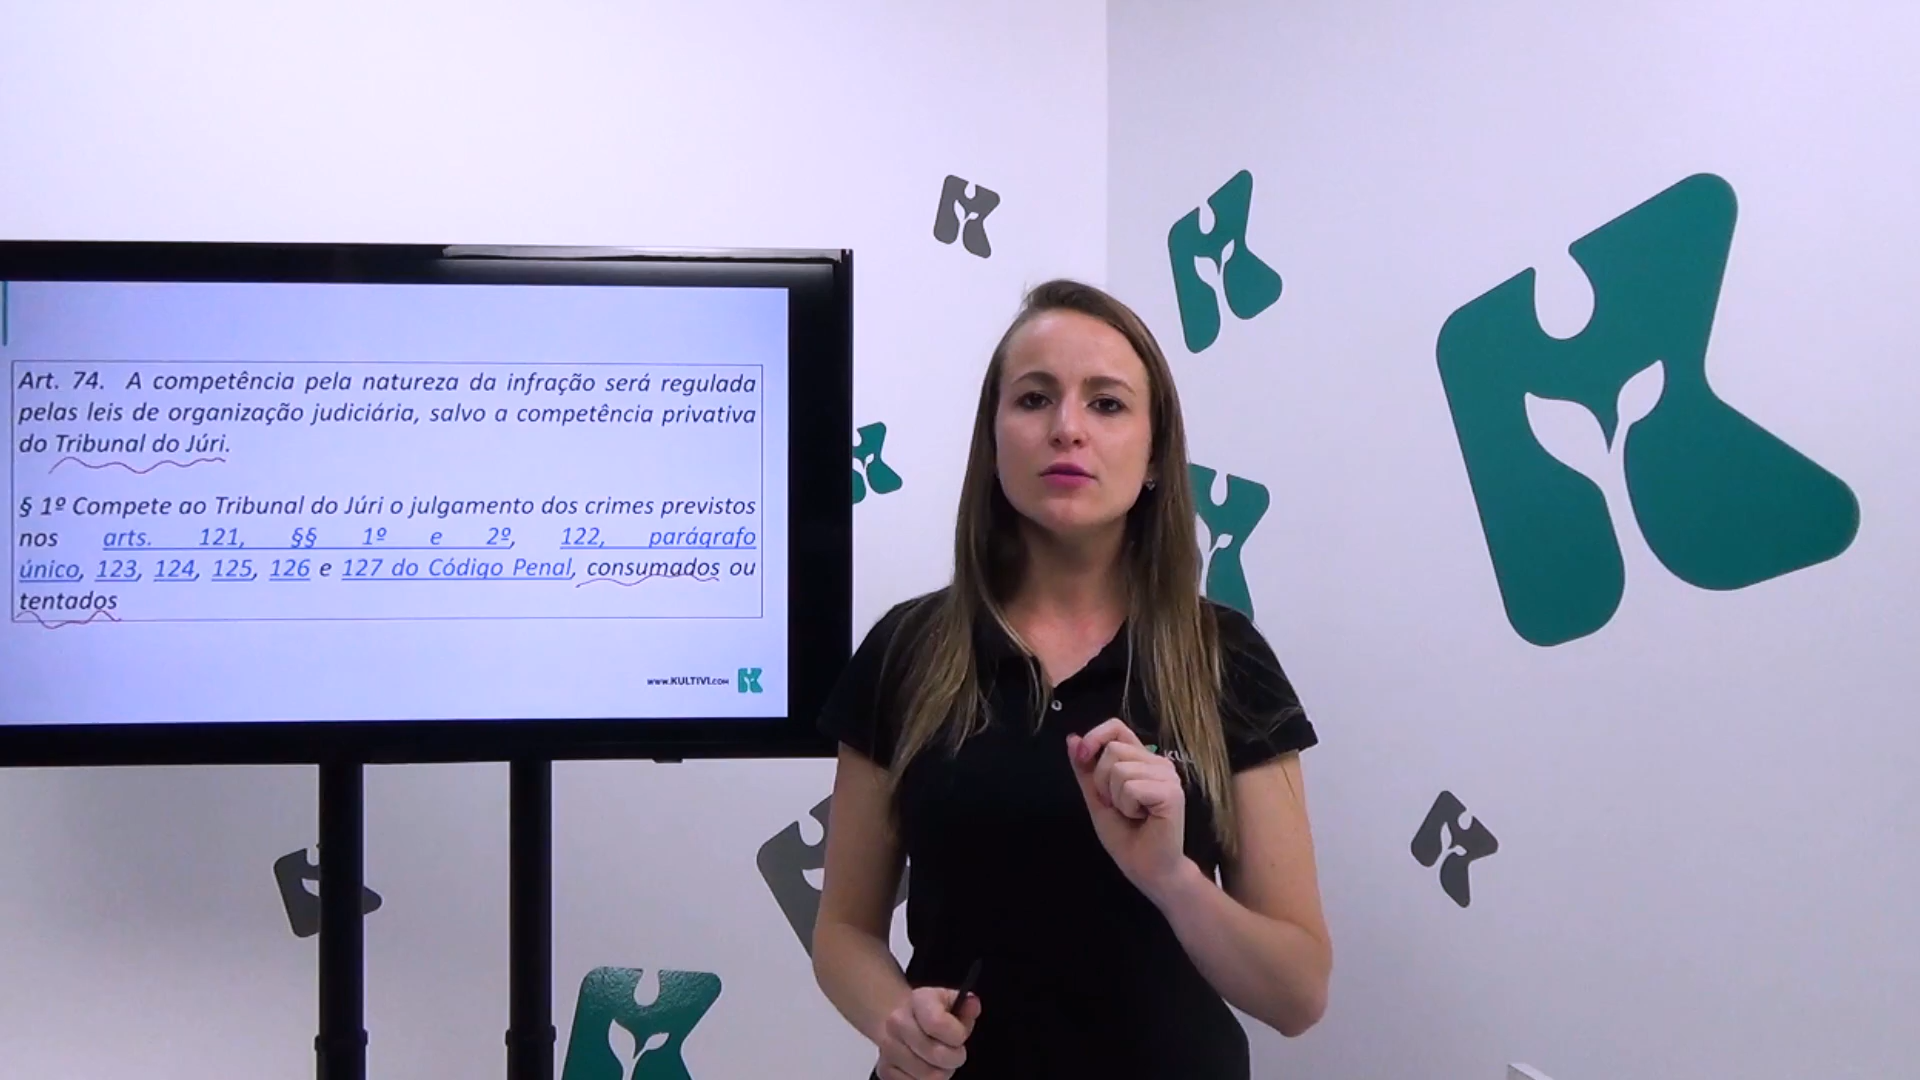 Art. 74. A competência pela natureza da infração será regulada
pelas leis de organização judiciária, salvo a competência privativa
do Tribunal do Júri.
§ 1º Compete ao Tribunal do Júri o julgamento dos crimes previstos
nos arts. 121, §§ 1º e 2º, 122, parágrafo
único, 123, 124, 125, 126 e 127 do Código Penal, consumados ou
tentados
www.KULTIVI.COM
KUL